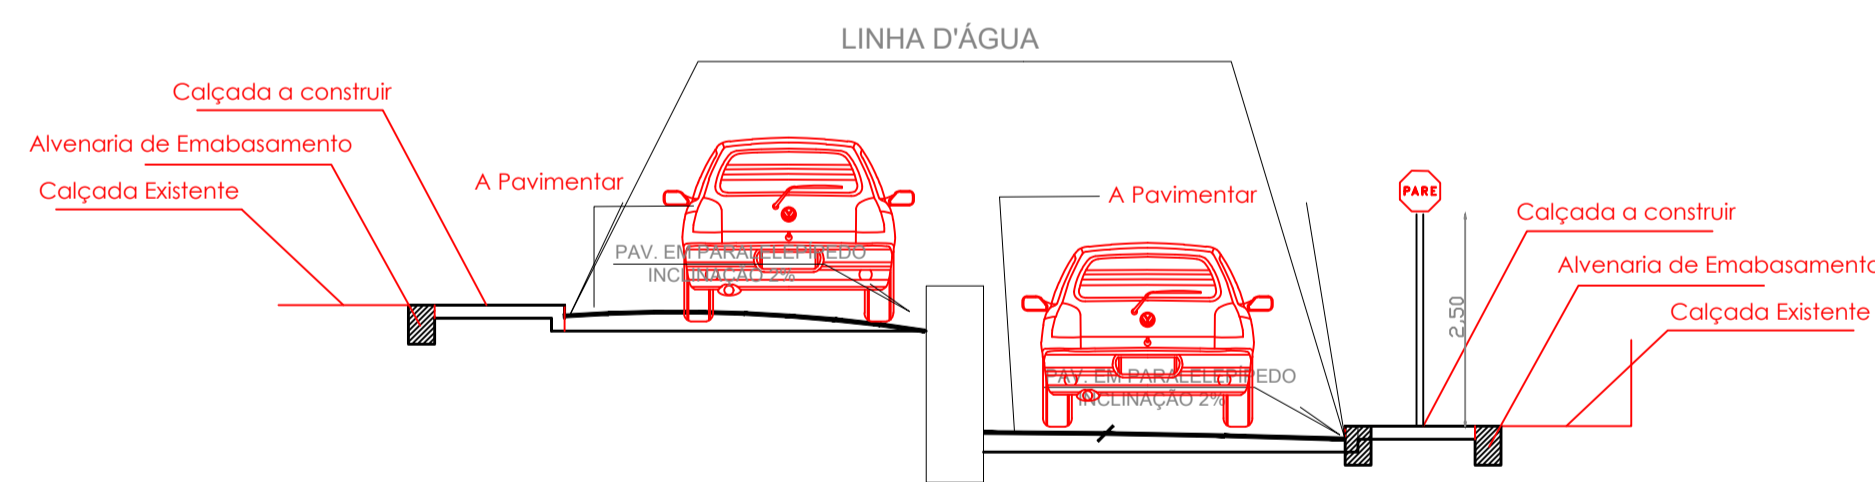 LINHA D'ÁGUA
Calçada a construir
Alvenaria de Emabasamento
Calçada Existente
A Pavimentar
PAV. EM PARALELEPÍPEDO
INCLINAÇÃO 2%
A Pavimentar
PAV. EM PARALELEPÍPEDO
INCLINAÇÃO 2%
PARE
2,50
Calçada a construir
Alvenaria de Emabasamento
Calçada Existente